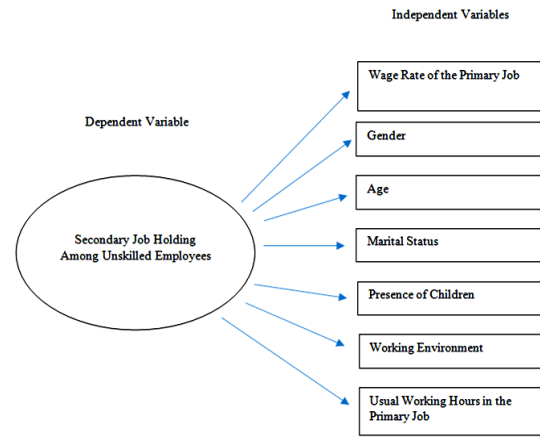 Independent Variables
Wage Rate of the Primary Job
Dependent Variable
Gender
Age
Secondary Job Holding
Among Unskilled Employees
Marital Status
Presence of Children
Working Environment
Usual Working Hours in the
Primary Job